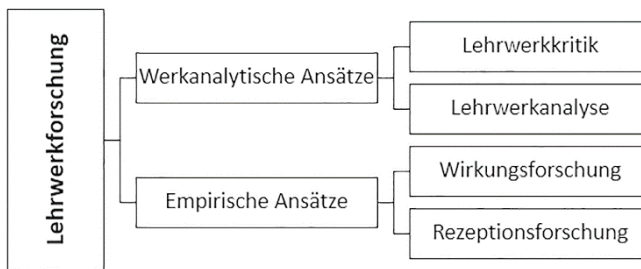 Lehrwerkforschung
Werkanalytische Ansätze
Lehrwerkkritik
Lehrwerkanalyse
Empirische Ansätze
Wirkungsforschung
Rezeptionsforschung